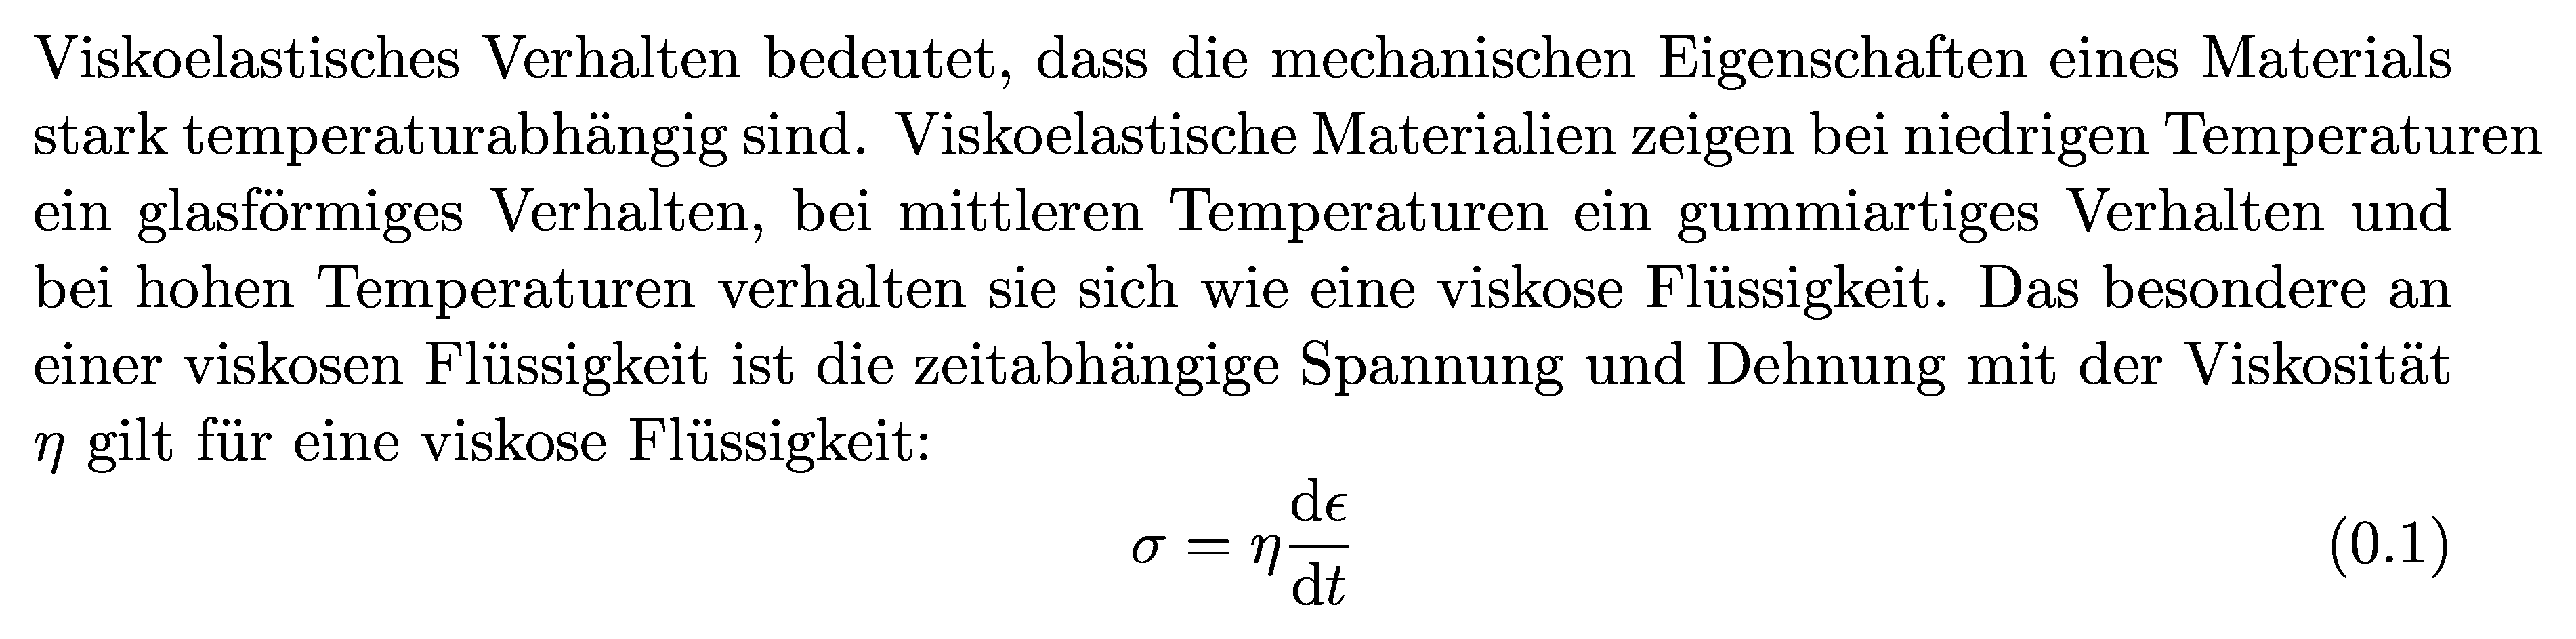 Viskoelastisches Verhalten bedeutet, dass die mechanischen Eigenschaften eines Materials
stark temperaturabhängig sind. Viskoelastische Materialien zeigen bei niedrigen Temperaturen
ein glasförmiges Verhalten, bei mittleren Temperaturen ein gummiartiges Verhalten und
bei hohen Temperaturen verhalten sie sich wie eine viskose Flüssigkeit. Das besondere an
einer viskosen Flüssigkeit ist die zeitabhängige Spannung und Dehnung mit der Viskosität
η gilt für eine viskose Flüssigkeit:
σ = η dϵ/dt (0.1)